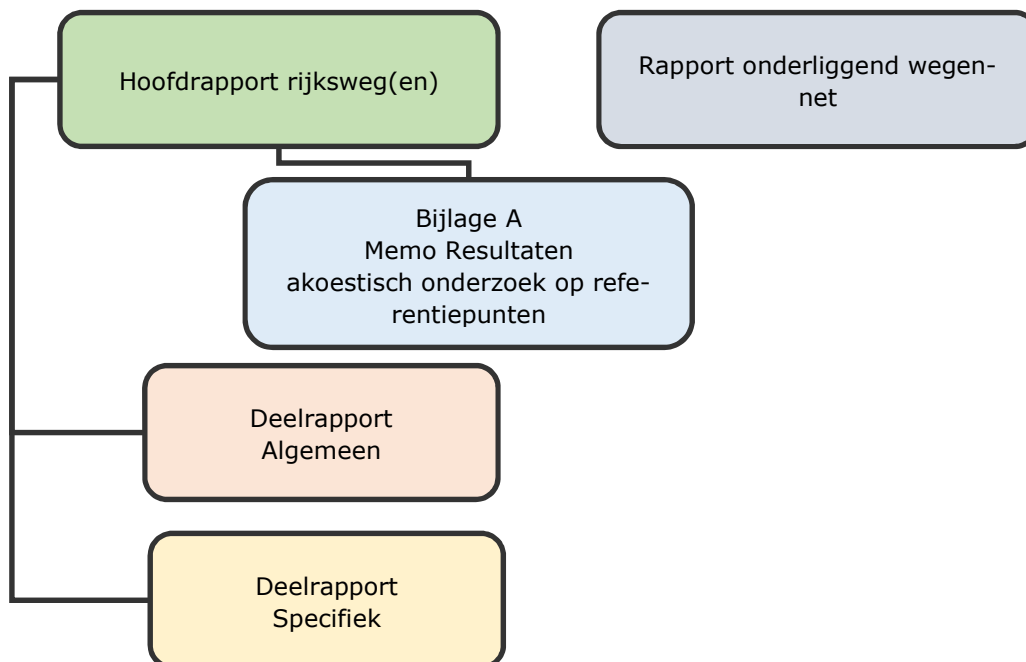 Hoofdrapport rijksweg(en)
Rapport onderliggend wegen-
net
Bijlage A
Memo Resultaten
akoestisch onderzoek op refe-
rentiepunten
Deelrapport
Algemeen
Deelrapport
Specifiek